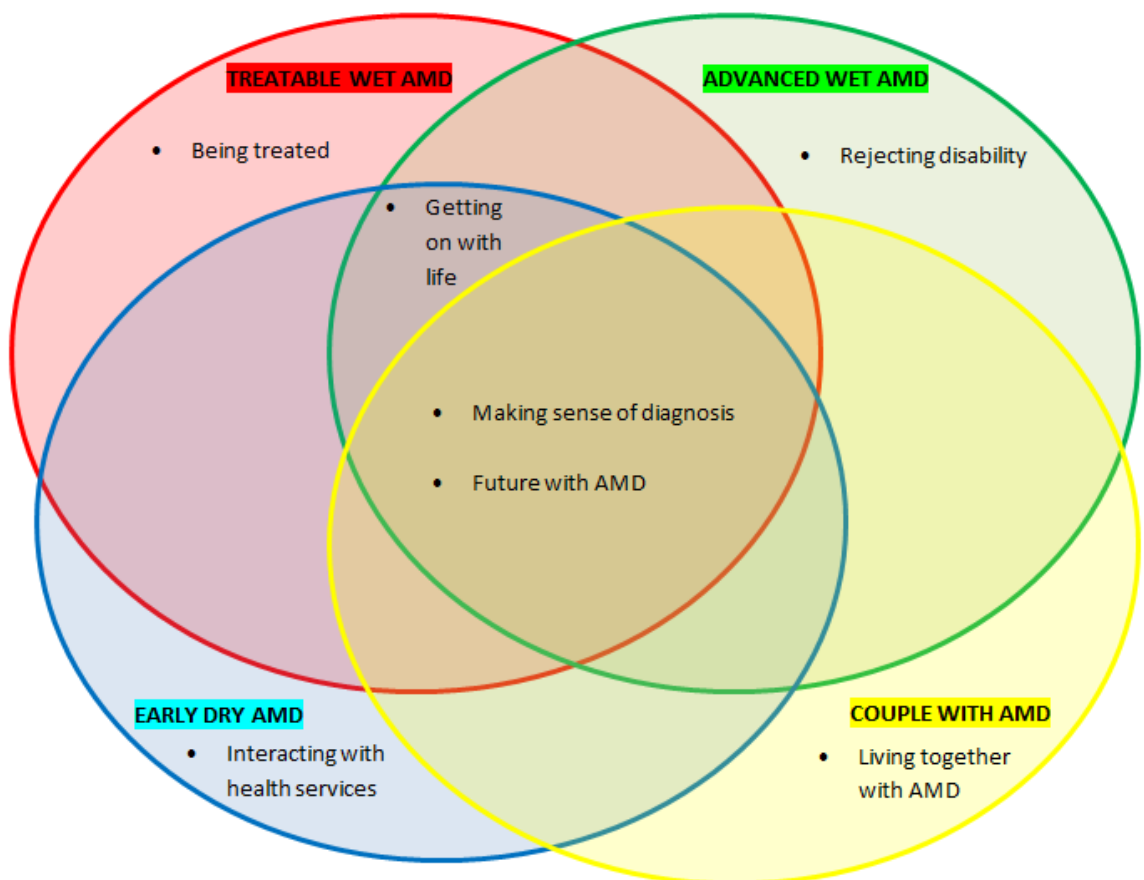 TREATABLE WET AMD
• Being treated
ADVANCED WET AMD
• Rejecting disability
• Getting
on with
life
• Making sense of diagnosis
• Future with AMD
EARLY DRY AMD
• Interacting with
health services
COUPLE WITH AMD
• Living together
with AMD